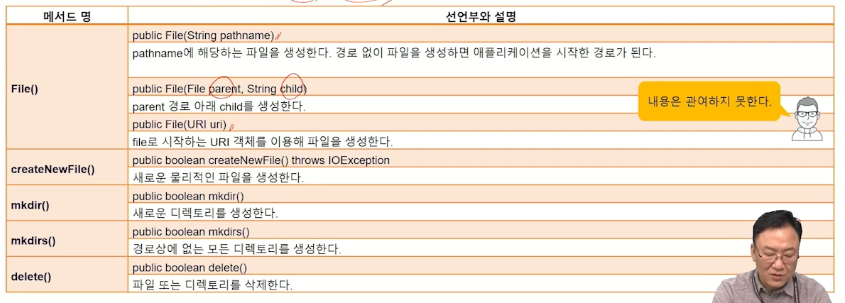 메서드 명
선언부와 설명
File()
public File(String pathname)
pathname에 해당하는 파일을 생성한다. 경로 없이 파일을 생성하면 애플리케이션을 시작한 경로가 된다.
public File(File parent, String child)
parent 경로 아래 child를 생성한다.
public File(URI uri)
file로 시작하는 URI 객체를 이용해 파일을 생성한다.
내용은 관여하지 못한다.
createNewFile()
public boolean createNewFile() throws IOException
새로운 물리적인 파일을 생성한다.
mkdir()
public boolean mkdir()
새로운 디렉토리를 생성한다.
mkdirs()
public boolean mkdirs()
경로상에 없는 모든 디렉토리를 생성한다.
delete()
public boolean delete()
파일 또는 디렉토리를 삭제한다.